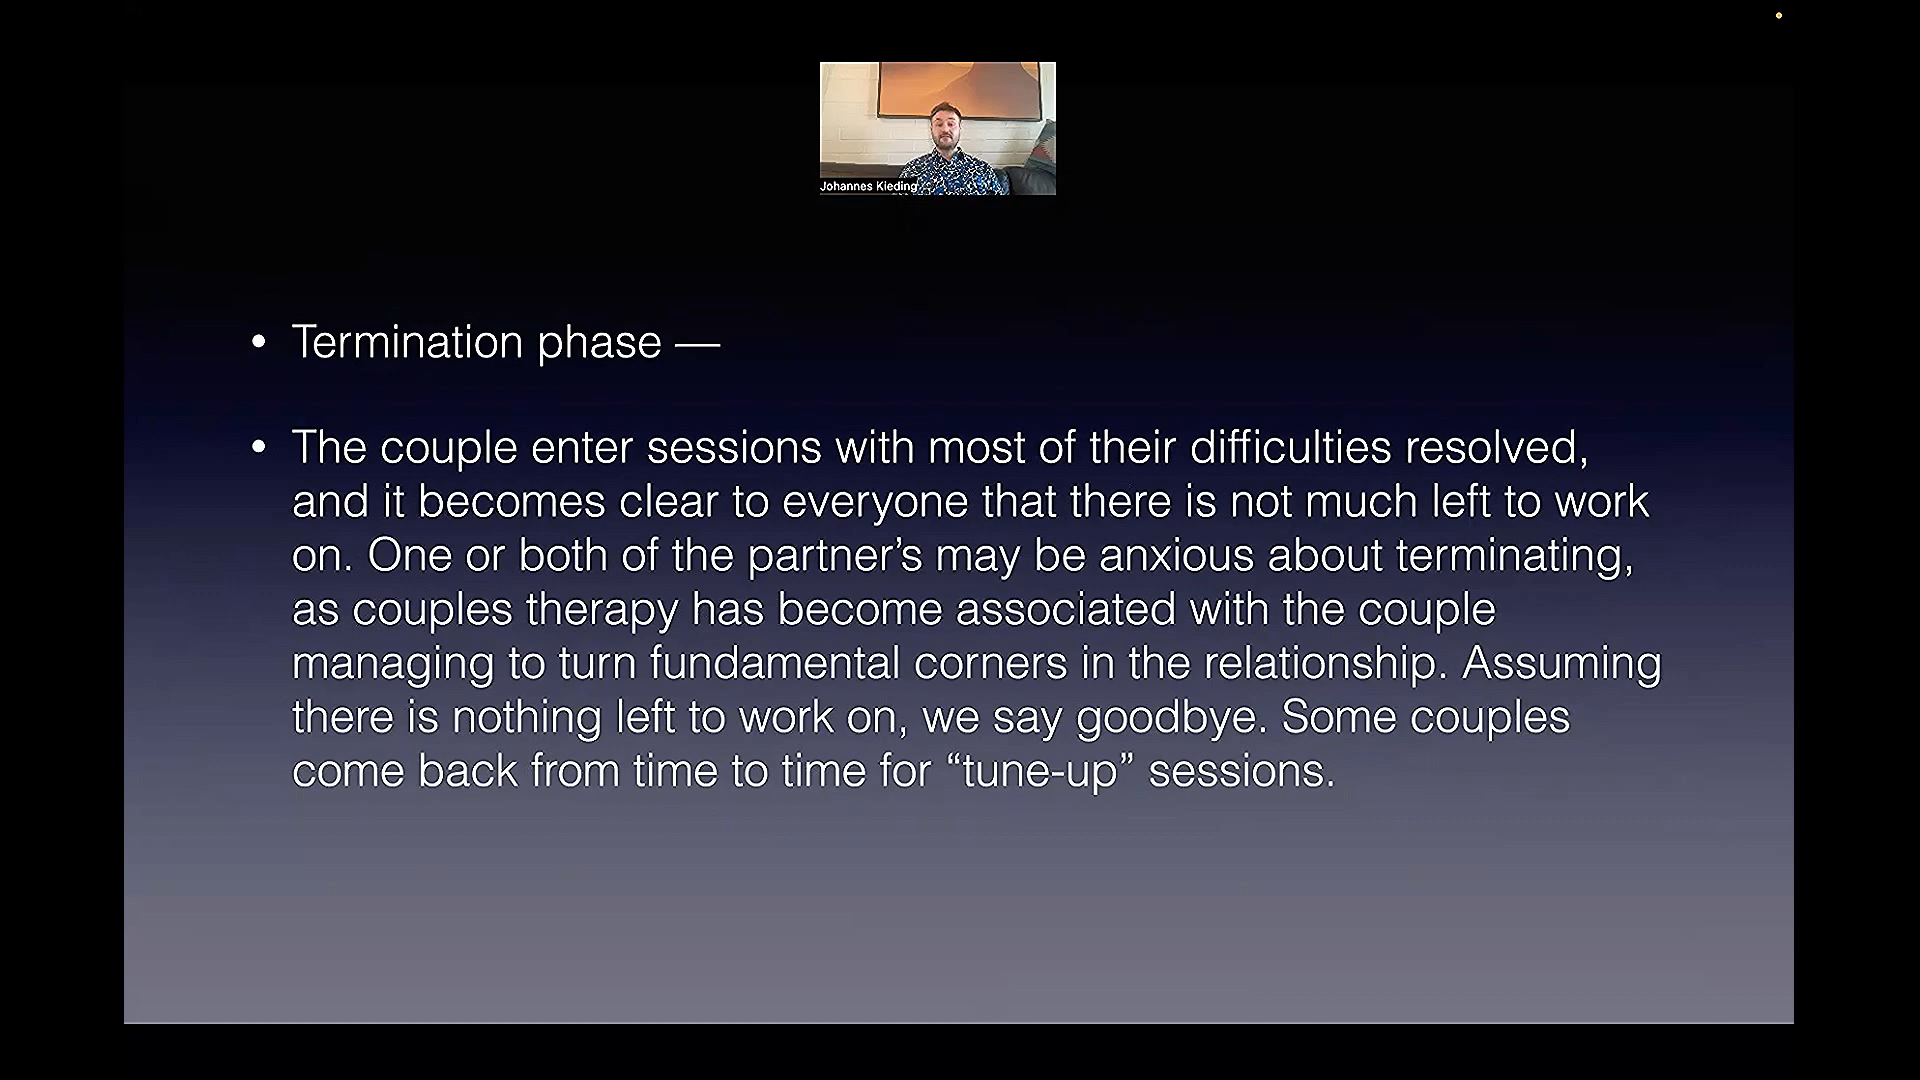 Johannes Kieding
• Termination phase —
• The couple enter sessions with most of their difficulties resolved,
and it becomes clear to everyone that there is not much left to work
on. One or both of the partner’s may be anxious about terminating,
as couples therapy has become associated with the couple
managing to turn fundamental corners in the relationship. Assuming
there is nothing left to work on, we say goodbye. Some couples
come back from time to time for “tune-up” sessions.